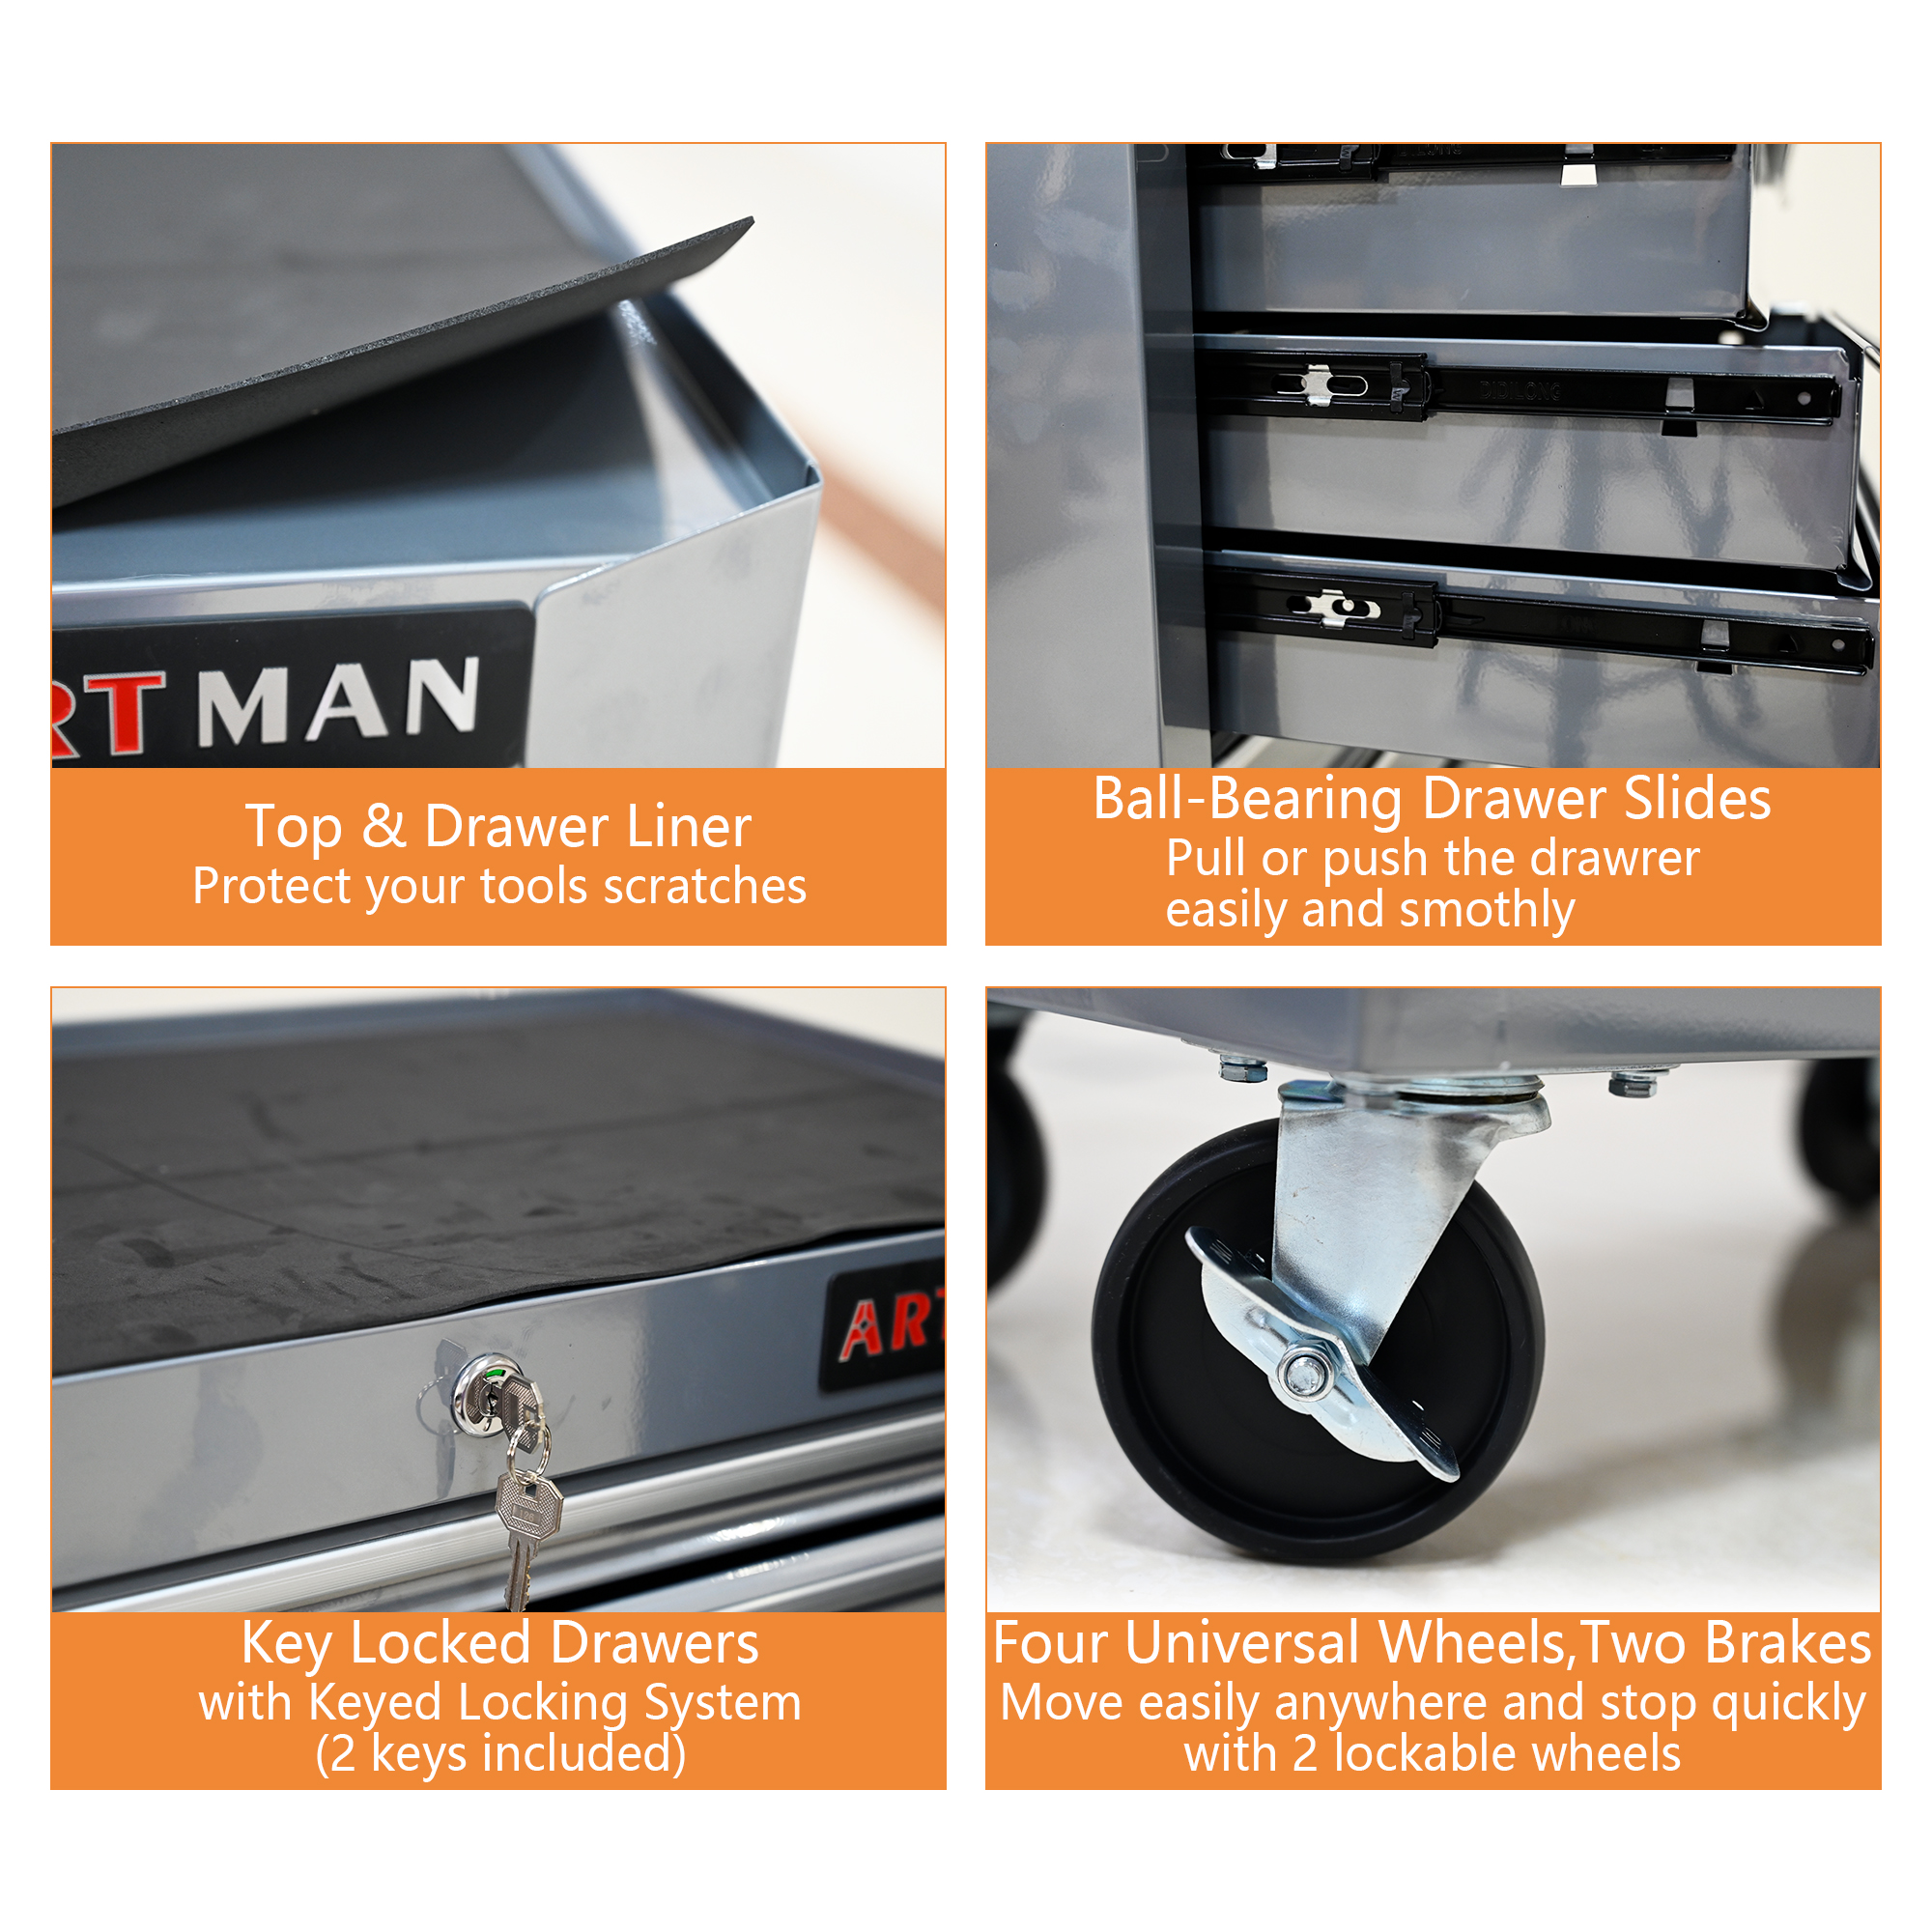 RTMAN
DIDILONG
Top & Drawer Liner
Protect your tools scratches
Ball-Bearing Drawer Slides
Pull or push the drawrer
easily and smothly
ART
Key Locked Drawers
with Keyed Locking System
(2 keys included)
Four Universal Wheels,Two Brakes
Move easily anywhere and stop quickly
with 2 lockable wheels